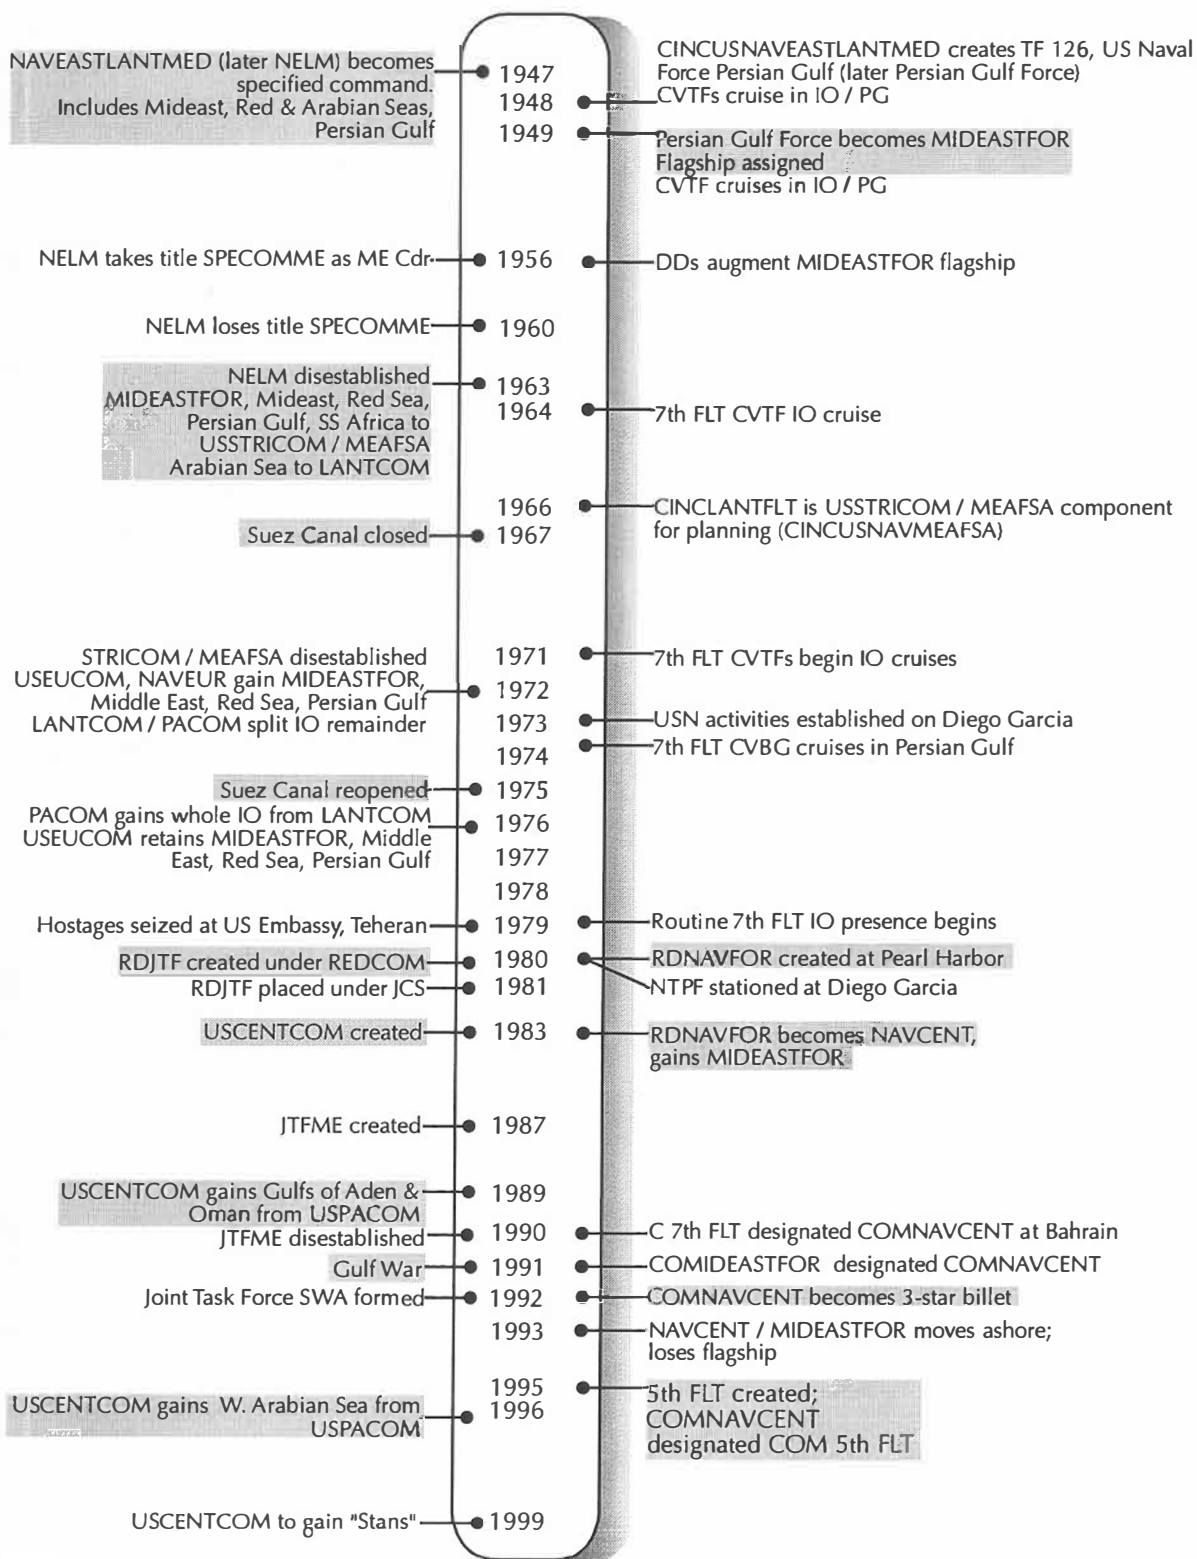 NAVEASTLANTMED (later NELM) becomes
specified command.
Includes Mideast, Red & Arabian Seas,
Persian Gulf
1947
CINCUSNAVEASTLANTMED creates TF 126, US Naval
Force Persian Gulf (later Persian Gulf Force)
1948
CVTFs cruise in IO / PG
1949
Persian Gulf Force becomes MIDEASTFOR
Flagship assigned
CVTF cruises in IO / PG
NELM takes title SPECOMME as ME Cdr
1956
DDs augment MIDEASTFOR flagship
NELM loses title SPECOMME
1960
NELM disestablished
MIDEASTFOR, Mideast, Red Sea,
Persian Gulf, SS Africa to
USSTRICOM / MEAFSA
Arabian Sea to LANTCOM
1963
1964
7th FLT CVTF IO cruise
1966
CINCLANTFLT is USSTRICOM / MEAFSA component
for planning (CINCUSNAVMEAFSA)
Suez Canal closed
1967
STRICOM / MEAFSA disestablished
USEUCOM, NAVEUR gain MIDEASTFOR,
Middle East, Red Sea, Persian Gulf
LANTCOM / PACOM split IO remainder
1971
7th FLT CVTFs begin IO cruises
1972
1973
USN activities established on Diego Garcia
1974
7th FLT CVBG cruises in Persian Gulf
Suez Canal reopened
1975
PACOM gains whole IO from LANTCOM
USEUCOM retains MIDEASTFOR, Middle
East, Red Sea, Persian Gulf
1976
1977
1978
Hostages seized at US Embassy, Teheran
1979
Routine 7th FLT IO presence begins
RDJTF created under REDCOM
1980
RDNAVFOR created at Pearl Harbor
NTPF stationed at Diego Garcia
RDJTF placed under JCS
1981
USCENTCOM created
1983
RDNAVFOR becomes NAVCENT,
gains MIDEASTFOR
JTFME created
1987
USCENTCOM gains Gulfs of Aden &
Oman from USPACOM
1989
JTFME disestablished
1990
C 7th FLT designated COMNAVCENT at Bahrain
Gulf War
1991
COMIDEASTFOR designated COMNAVCENT
Joint Task Force SWA formed
1992
COMNAVCENT becomes 3-star billet
1993
NAVCENT / MIDEASTFOR moves ashore;
loses flagship
1995
5th FLT created;
COMNAVCENT
designated COM 5th FLT
USCENTCOM gains W. Arabian Sea from
USPACOM
1996
USCENTCOM to gain "Stans"
1999